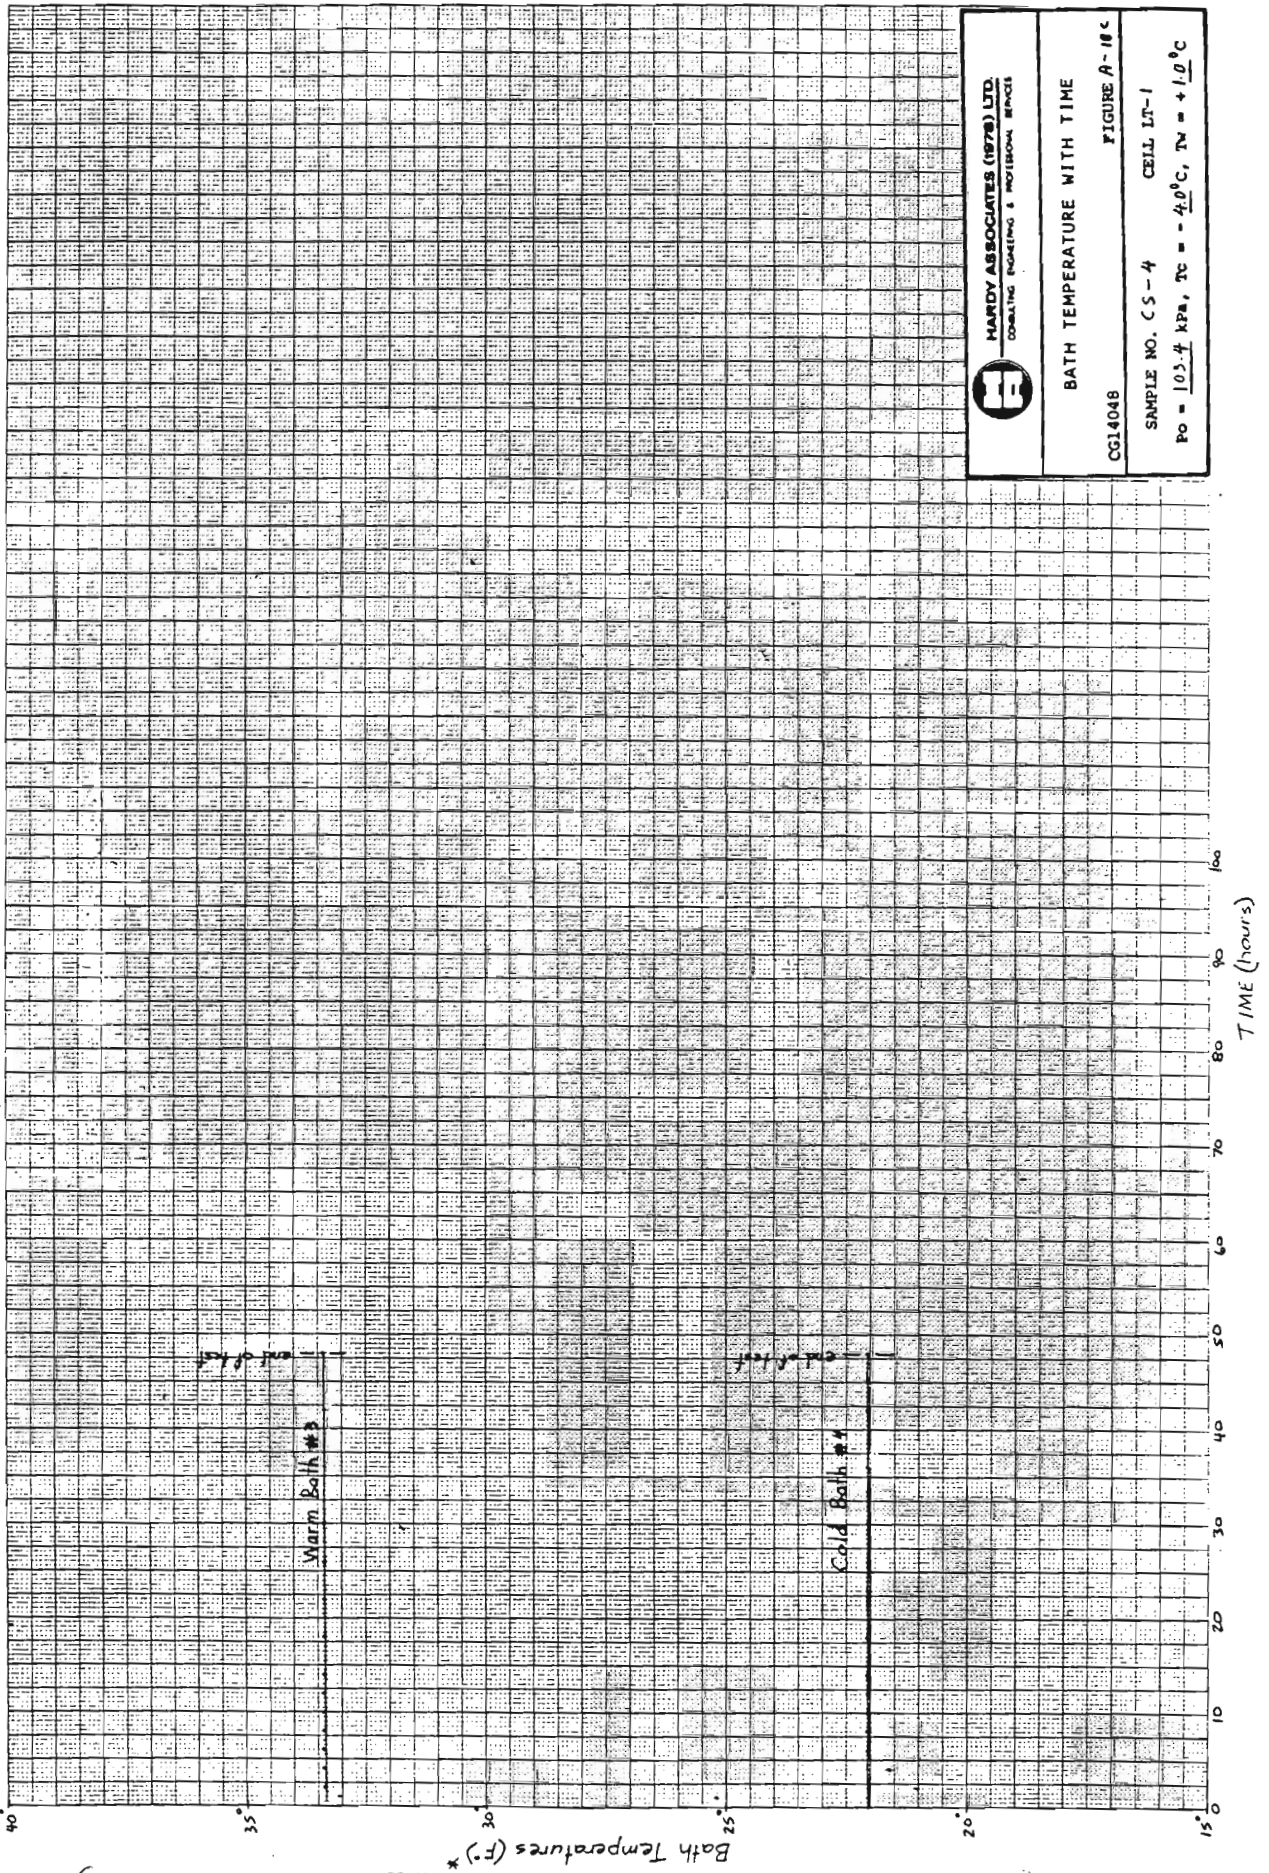 40°
35°
30°
25°
20°
15°
Bath Temperatures (F°) *
Warm Bath #3
end of test
Cold Bath #4
end of test
0 10 20 30 40 50 60 70 80 90 100
TIME (hours)
HARDY ASSOCIATES (1978) LTD.
CONSULTING ENGINEERING & PROFESSIONAL SERVICES
BATH TEMPERATURE WITH TIME
CG14048 FIGURE A-18c
SAMPLE NO. CS-4 CELL LT-1
Po = 103.4 kPa, Tc = -4.0°C, Tw = +1.0°C